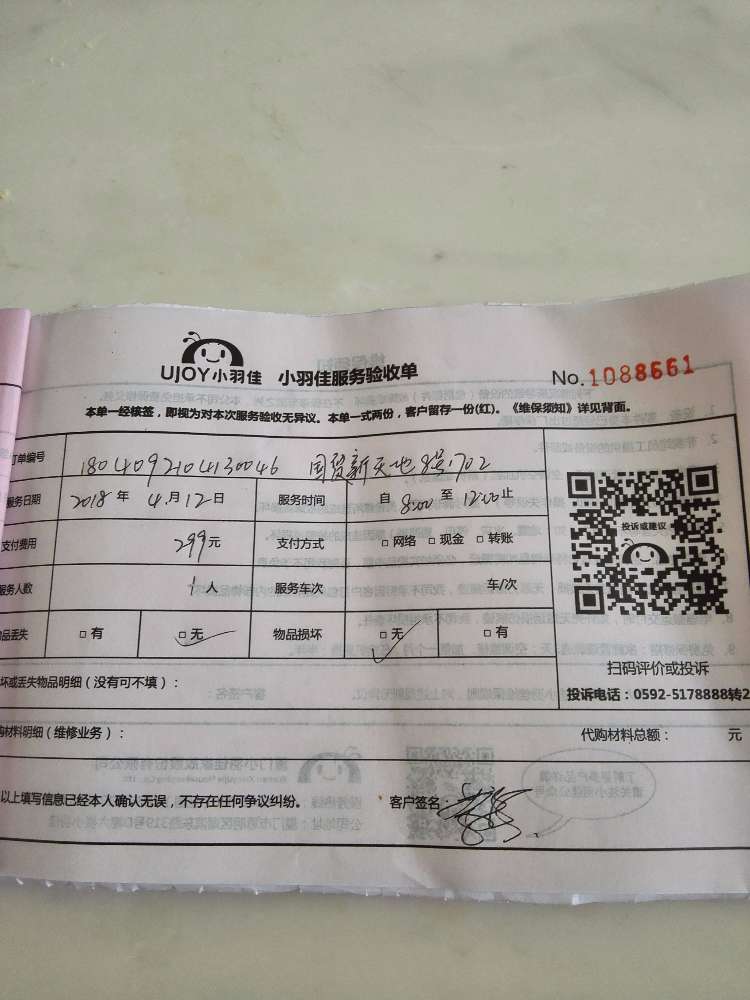 UJOY小羽佳 小羽佳服务验收单 No.1088661
本单一经核签，即视为对本次服务验收无异议。本单一式两份，客户留存一份(红)。《维保须知》详见背面。
订单编号 1804092104130046 国贸新天地 702
服务日期 2018年4月12日 服务时间 自8:00至12:00止
投诉或建议
支付费用 299元 支付方式 □网络 □现金 □转账
服务人数 1人 服务车次 车/次
品丢失 □有 □无 物品损坏 □无 □有
扫码评价或投诉
坏或丢失物品明细（没有可不填）：
投诉电话：0592-5178888转2
购材料明细（维修业务）： 代购材料总额： 元
以上填写信息已经本人确认无误，不存在任何争议纠纷。 客户签名：